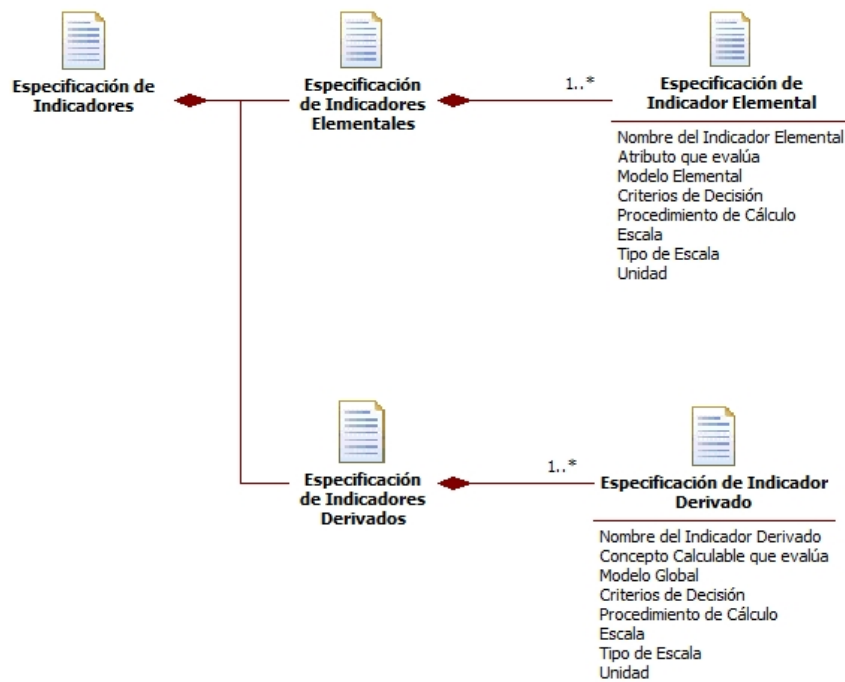 Especificación de
Indicadores
Especificación
de Indicadores
Elementales
1..*
Especificación de
Indicador Elemental
Nombre del Indicador Elemental
Atributo que evalúa
Modelo Elemental
Criterios de Decisión
Procedimiento de Cálculo
Escala
Tipo de Escala
Unidad
Especificación
de Indicadores
Derivados
1..*
Especificación de Indicador
Derivado
Nombre del Indicador Derivado
Concepto Calculable que evalúa
Modelo Global
Criterios de Decisión
Procedimiento de Cálculo
Escala
Tipo de Escala
Unidad